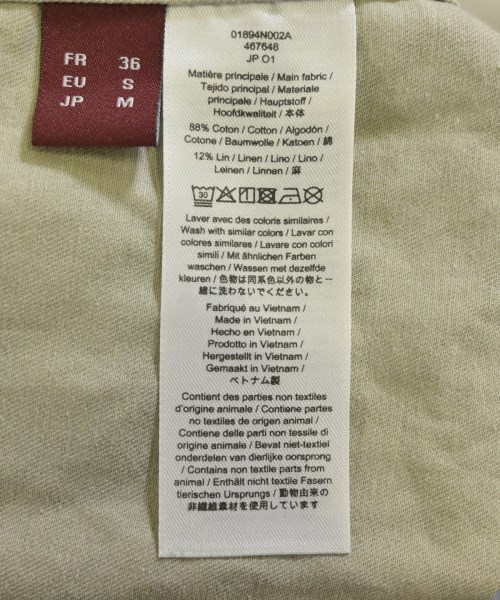 FR 36
EU S
JP M
01894N002A
467648
JP O1
Matière principale / Main fabric /
Tejido principal / Materiale
principale / Hauptstoff /
Hoofdkwaliteit / 本体
88% Coton / Cotton / Algodón /
Cotone / Baumwolle / Katoen / 綿
12% Lin / Linen / Lino / Lino /
Leinen / Linnen / 麻
30
Laver avec des coloris similaires /
Wash with similar colors / Lavar con
colores similares / Lavare con colori
simili / Mit ähnlichen Farben
waschen / Wassen met dezelfde
kleuren / 色物は同系色以外の物と一
緒に洗わないでください。
Fabriqué au Vietnam /
Made in Vietnam /
Hecho en Vietnam /
Prodotto in Vietnam /
Hergestellt in Vietnam /
Gemaakt in Vietnam /
ベトナム製
Contient des parties non textiles
d'origine animale / Contiene partes
no textiles de origen animal /
Contiene delle parti non tessile di
origine animale / Bevat niet-textiel
onderdelen van dierlijke oorsprong
/ Contains non textile parts from
animal / Enthält nicht textile Fasern
tierischen Ursprungs / 動物由来の
非繊維素材を使用しています